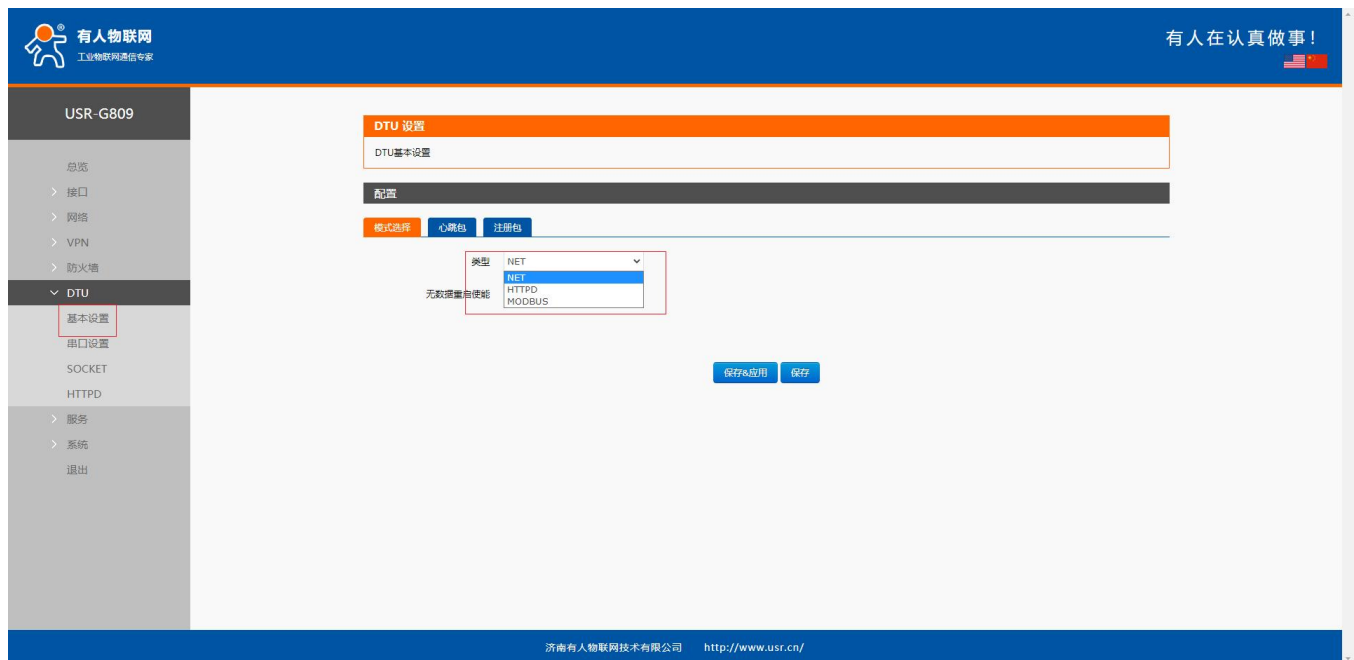 有人物联网
®
工业物联网通信专家
有人在认真做事！
USR-G809
总览
接口
网络
VPN
防火墙
DTU
基本设置
串口设置
SOCKET
HTTPD
服务
系统
退出
DTU 设置
DTU基本设置
配置
模式选择 心跳包 注册包
类型 NET
NET
HTTPD
MODBUS
无数据重启使能
保存&应用 保存
济南有人物联网技术有限公司 http://www.usr.cn/